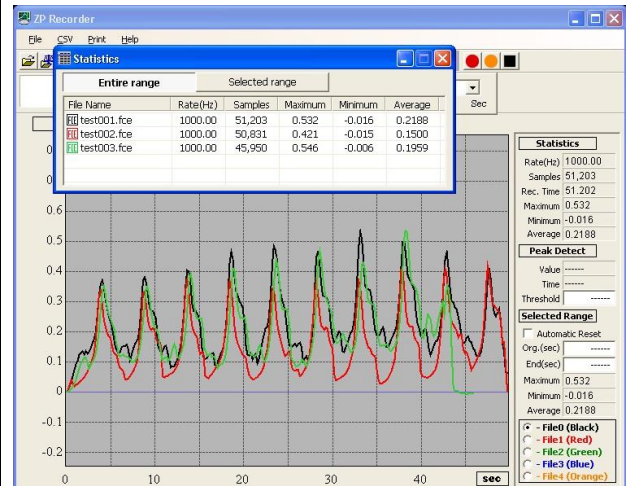 ZP Recorder
File CSV Print Help
Statistics
Entire range Selected range
File Name Rate(Hz) Samples Maximum Minimum Average
test001.fce 1000.00 51,203 0.532 -0.016 0.2188
test002.fce 1000.00 50,831 0.421 -0.015 0.1500
test003.fce 1000.00 45,950 0.546 -0.006 0.1959
Sec
0.6
0.5
0.4
0.3
0.2
0.1
0
-0.1
-0.2
0 10 20 30 40 sec
Statistics
Rate(Hz) 1000.00
Samples 51,203
Rec. Time 51.202
Maximum 0.532
Minimum -0.016
Average 0.2188
Peak Detect
Value ------
Time ------
Threshold ------
Selected Range
Automatic Reset
Org.(sec) ------
End(sec) ------
Maximum 0.532
Minimum -0.016
Average 0.2188
- File0 (Black)
- File1 (Red)
- File2 (Green)
- File3 (Blue)
- File4 (Orange)